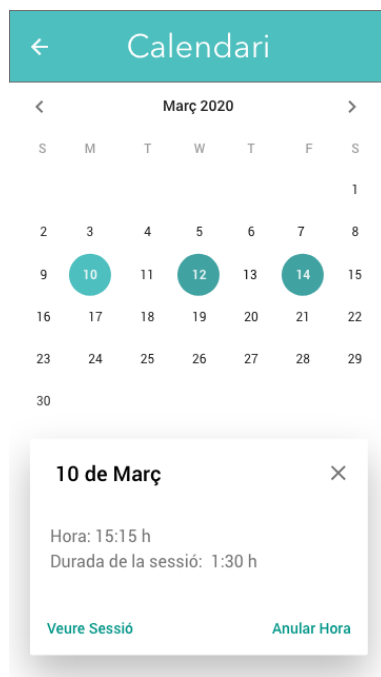 Calendari
Març 2020
S M T W T F S
1
2 3 4 5 6 7 8
9 10 11 12 13 14 15
16 17 18 19 20 21 22
23 24 25 26 27 28 29
30
10 de Març
Hora: 15:15 h
Durada de la sessió: 1:30 h
Veure Sessió Anular Hora